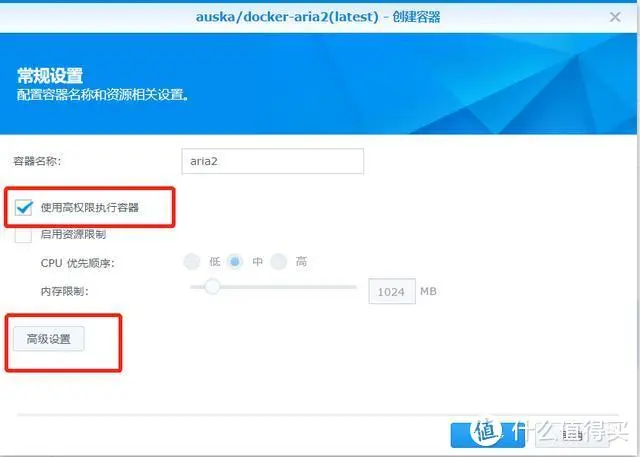 auska/docker-aria2(latest) - 创建容器
常规设置
配置容器名称和资源相关设置。
容器名称:
aria2
使用高权限执行容器
启用资源限制
CPU 优先顺序:
低
中
高
内存限制:
1024
MB
高级设置
值 什么值得买